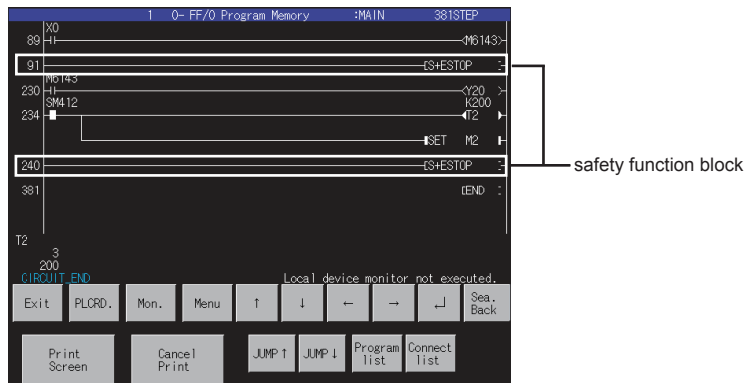 1 0- FF/0 Program Memory :MAIN 381STEP
X0
89 <M6143>
91 [S+ESTOP ]
M6143
230 <Y20 >
SM412 K200
234 <T2 >
[SET M2 ]
240 [S+ESTOP ]
safety function block
381 [END ]
T2
3
200
CIRCUIT_END Local device monitor not executed.
Exit PLCRD. Mon. Menu ↑ ↓ ← → ↵ Sea. Back
Print Screen Cancel Print JUMP↑ JUMP↓ Program list Connect list